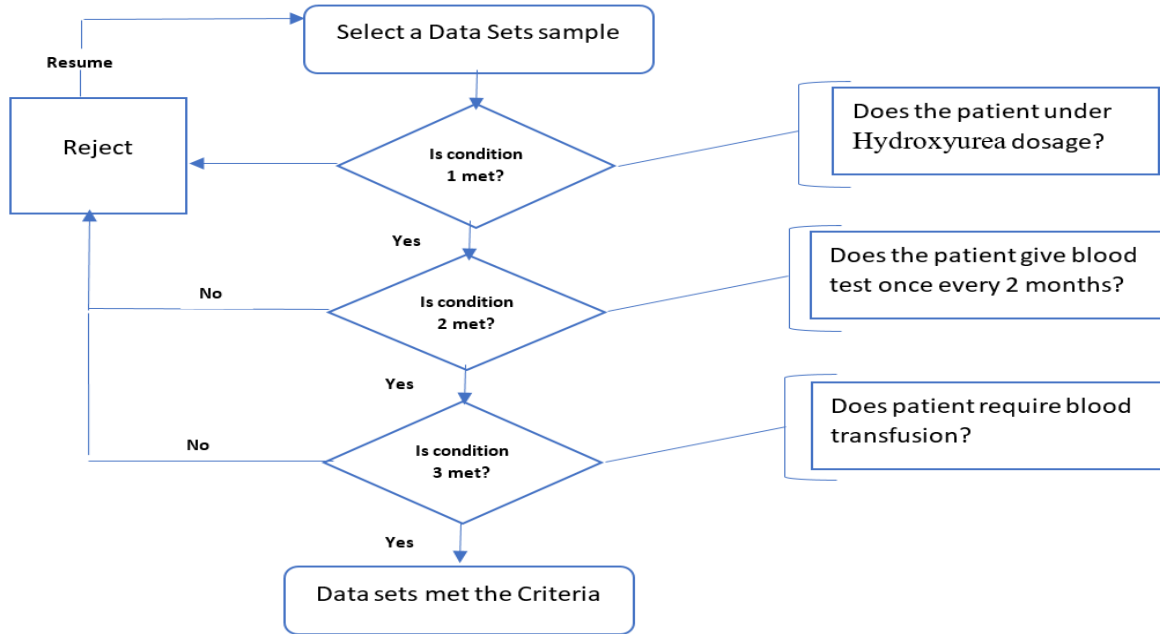 Select a Data Sets sample
Resume
Reject
Is condition
1 met?
Does the patient under
Hydroxyurea dosage?
Yes
Does the patient give blood
test once every 2 months?
No
Is condition
2 met?
Yes
Does patient require blood
transfusion?
No
Is condition
3 met?
Yes
Data sets met the Criteria